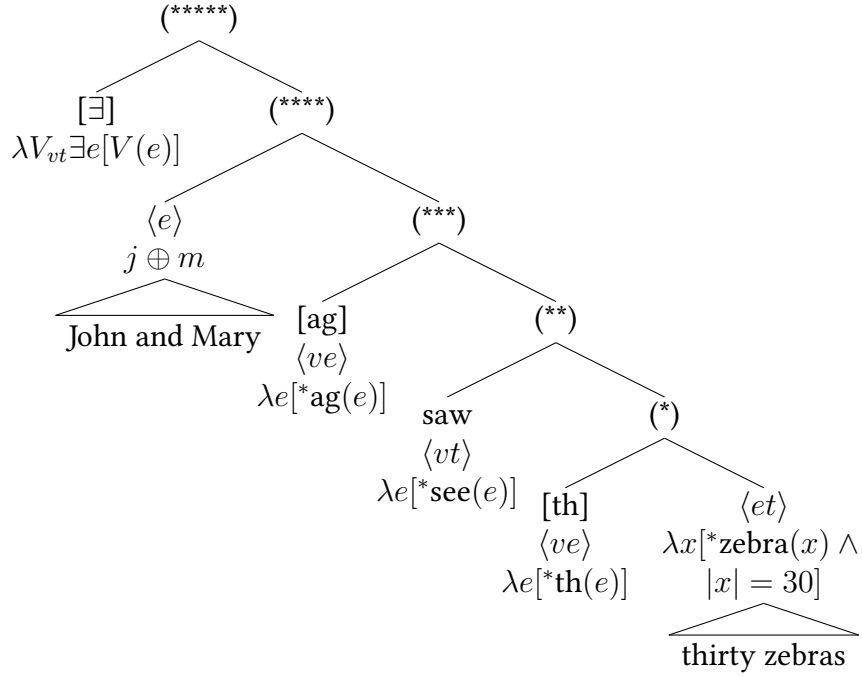 (*****)
[∃]
λV_vt∃e[V(e)]
(****)
⟨e⟩
j ⊕ m
John and Mary
(***)
[ag]
⟨ve⟩
λe[*ag(e)]
(**)
saw
⟨vt⟩
λe[*see(e)]
(*)
[th]
⟨ve⟩
λe[*th(e)]
⟨et⟩
λx[*zebra(x) ∧
|x| = 30]
thirty zebras